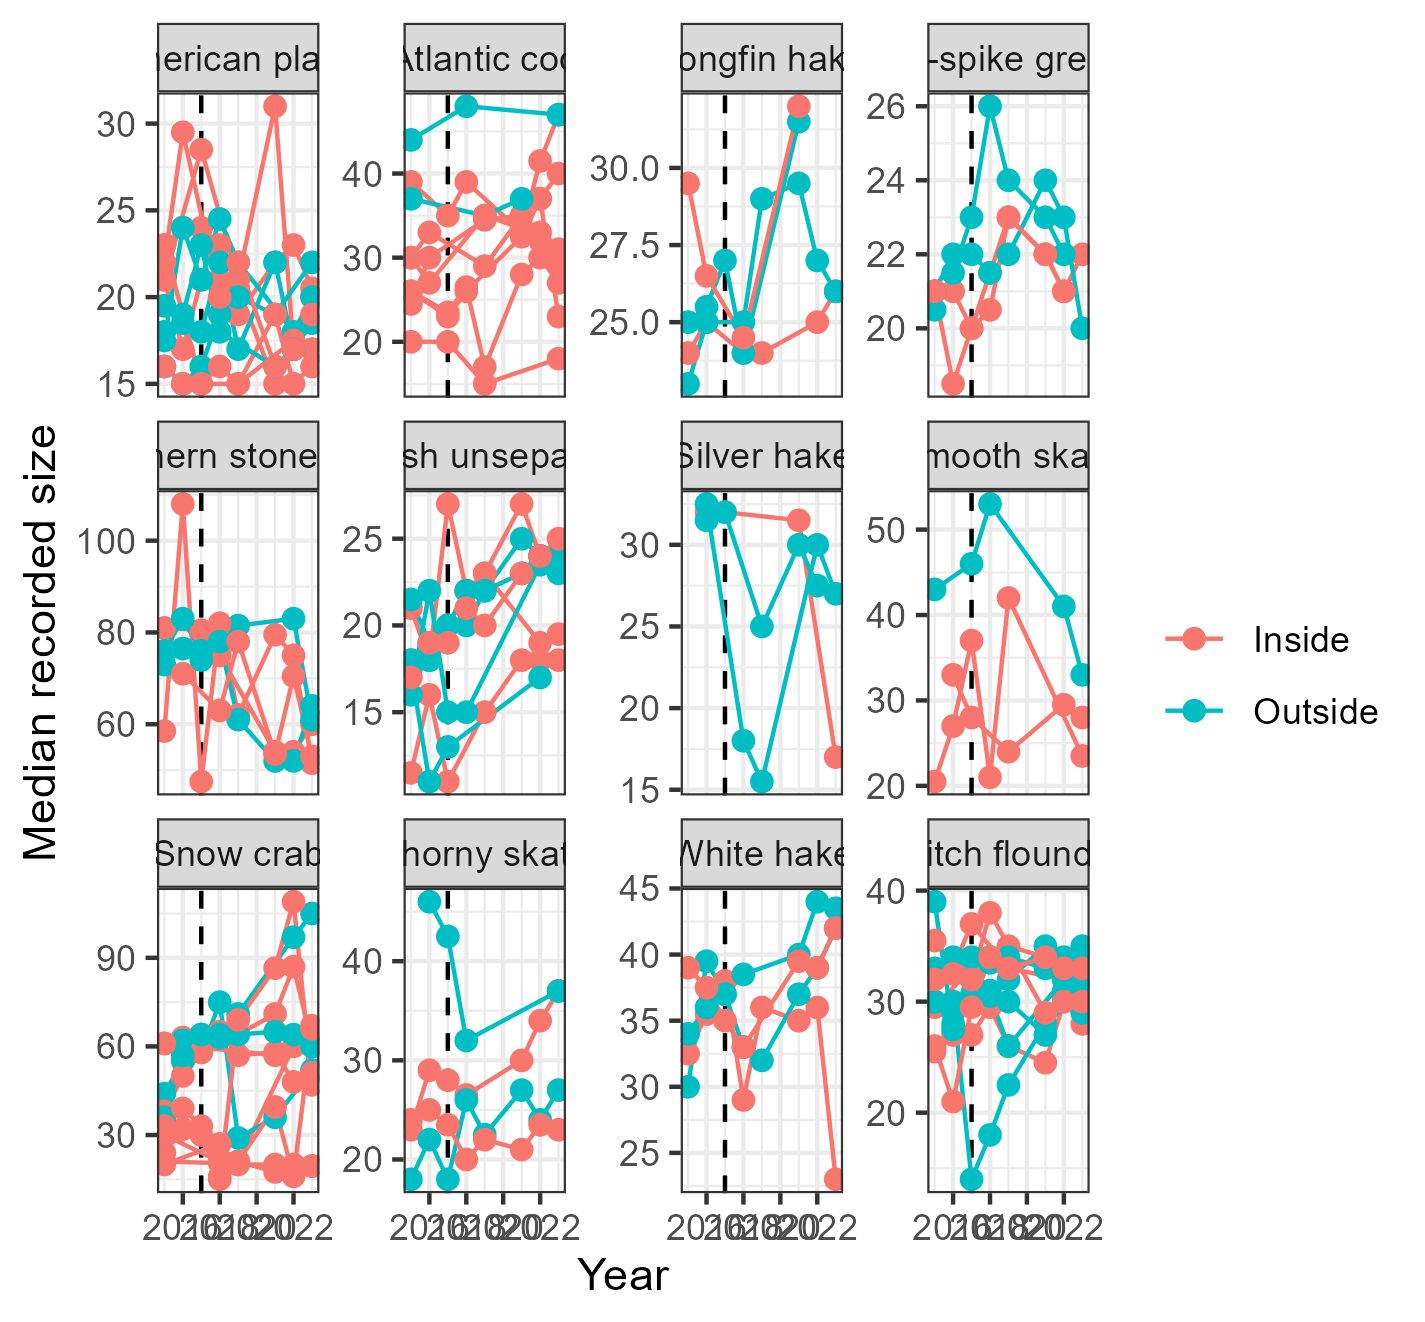 erican pla
Atlantic coc
ongfin hak
-spike gre
30
25
20
15
40
30
20
30.0
27.5
25.0
26
24
22
20
hern stone
sh unsepa
Silver hake
mooth ska
100
80
60
25
20
15
30
25
20
15
50
40
30
20
Snow crab
horny skat
White hake
itch flound
90
60
30
40
30
20
45
40
35
30
25
40
30
20
Median recorded size
Year
Inside
Outside